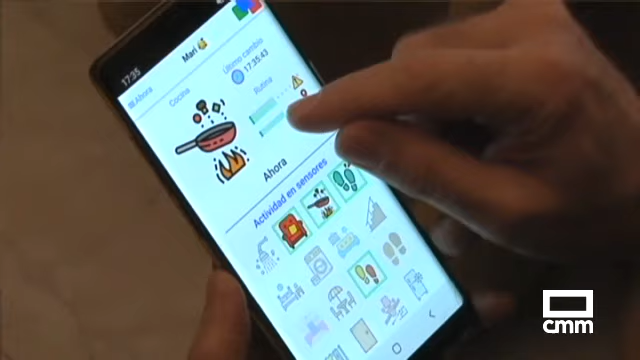 17:35
Mari
Ahora
Cocina
Último cambio
17:35:43
Rutina
Ahora
Actividad en sensores
cmm